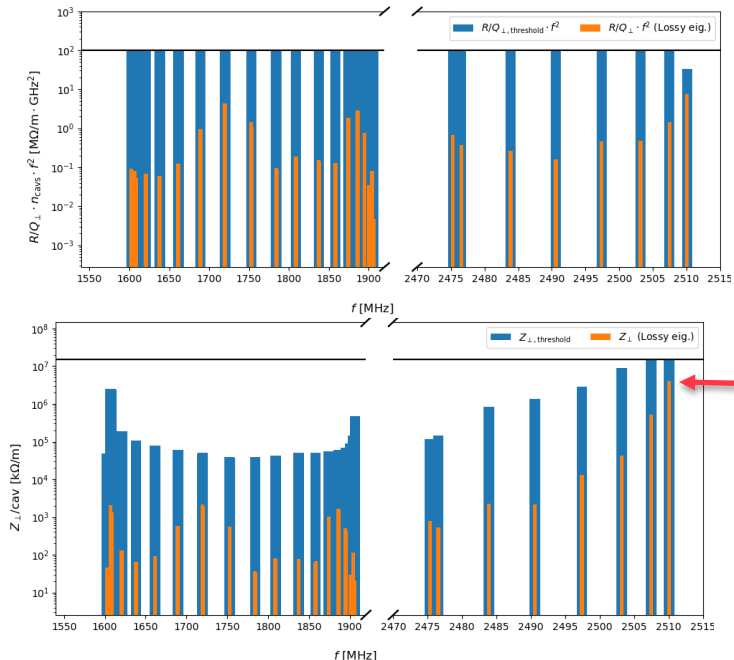 R/Q⊥,threshold · f² R/Q⊥ · f² (Lossy eig.)
R/Q⊥ · ncavs · f² [MΩ/m · GHz²]
10³
10²
10¹
10⁰
10⁻¹
10⁻²
10⁻³
1550 1600 1650 1700 1750 1800 1850 1900 2470 2475 2480 2485 2490 2495 2500 2505 2510 2515
f [MHz]
Z⊥,threshold Z⊥ (Lossy eig.)
Z⊥/cav [kΩ/m]
10⁸
10⁷
10⁶
10⁵
10⁴
10³
10²
10¹
1550 1600 1650 1700 1750 1800 1850 1900 2470 2475 2480 2485 2490 2495 2500 2505 2510 2515
f [MHz]